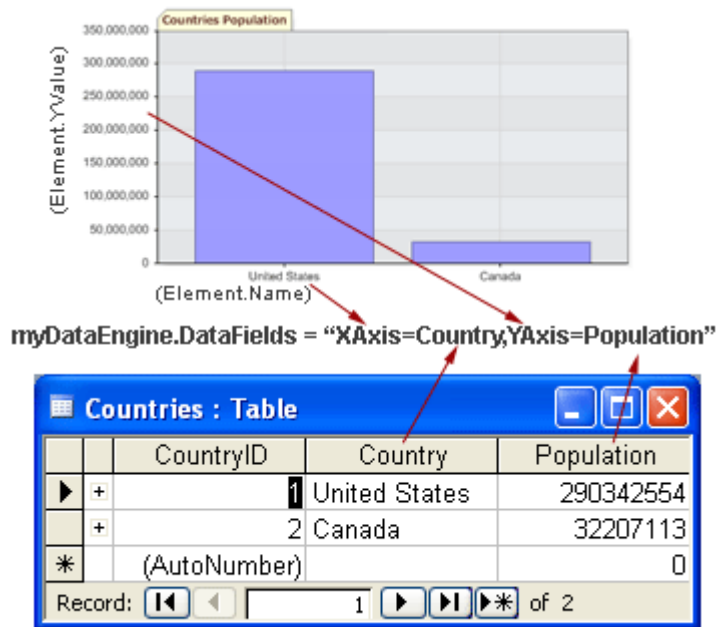 Countries Population
350,000,000
300,000,000
250,000,000
200,000,000
150,000,000
100,000,000
50,000,000
0
(Element.YValue)
United States
Canada
(Element.Name)
myDataEngine.DataFields = “XAxis=Country,YAxis=Population”
Countries : Table
CountryID Country Population
+ 1 United States 290342554
+ 2 Canada 32207113
(AutoNumber) 0
Record: 1 of 2